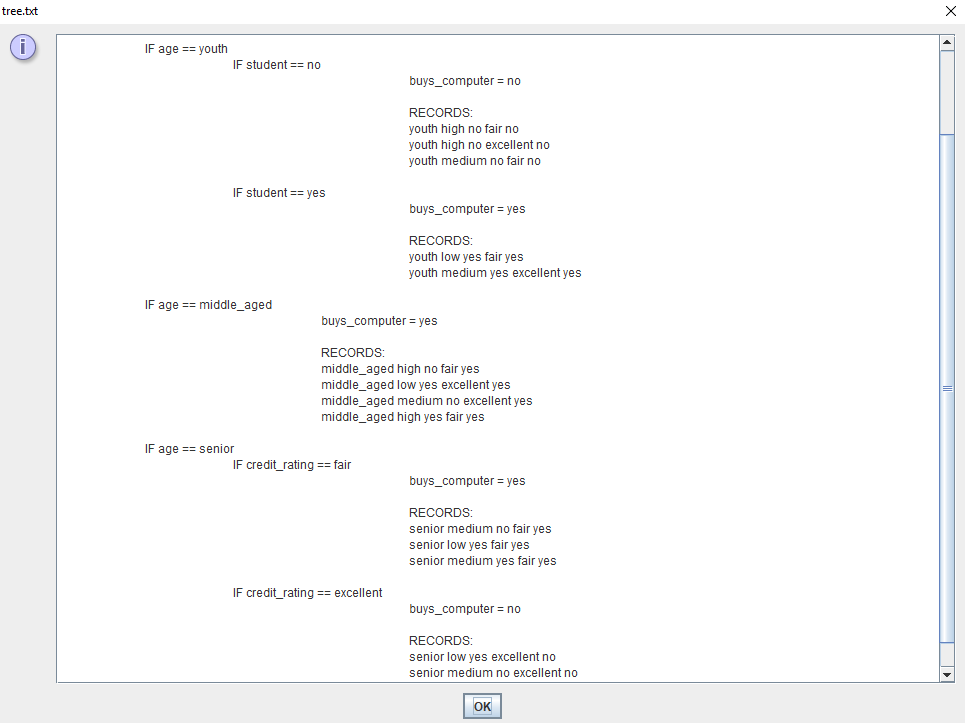 tree.txt
i
IF age == youth
IF student == no
buys_computer = no
RECORDS:
youth high no fair no
youth high no excellent no
youth medium no fair no
IF student == yes
buys_computer = yes
RECORDS:
youth low yes fair yes
youth medium yes excellent yes
IF age == middle_aged
buys_computer = yes
RECORDS:
middle_aged high no fair yes
middle_aged low yes excellent yes
middle_aged medium no excellent yes
middle_aged high yes fair yes
IF age == senior
IF credit_rating == fair
buys_computer = yes
RECORDS:
senior medium no fair yes
senior low yes fair yes
senior medium yes fair yes
IF credit_rating == excellent
buys_computer = no
RECORDS:
senior low yes excellent no
senior medium no excellent no
OK